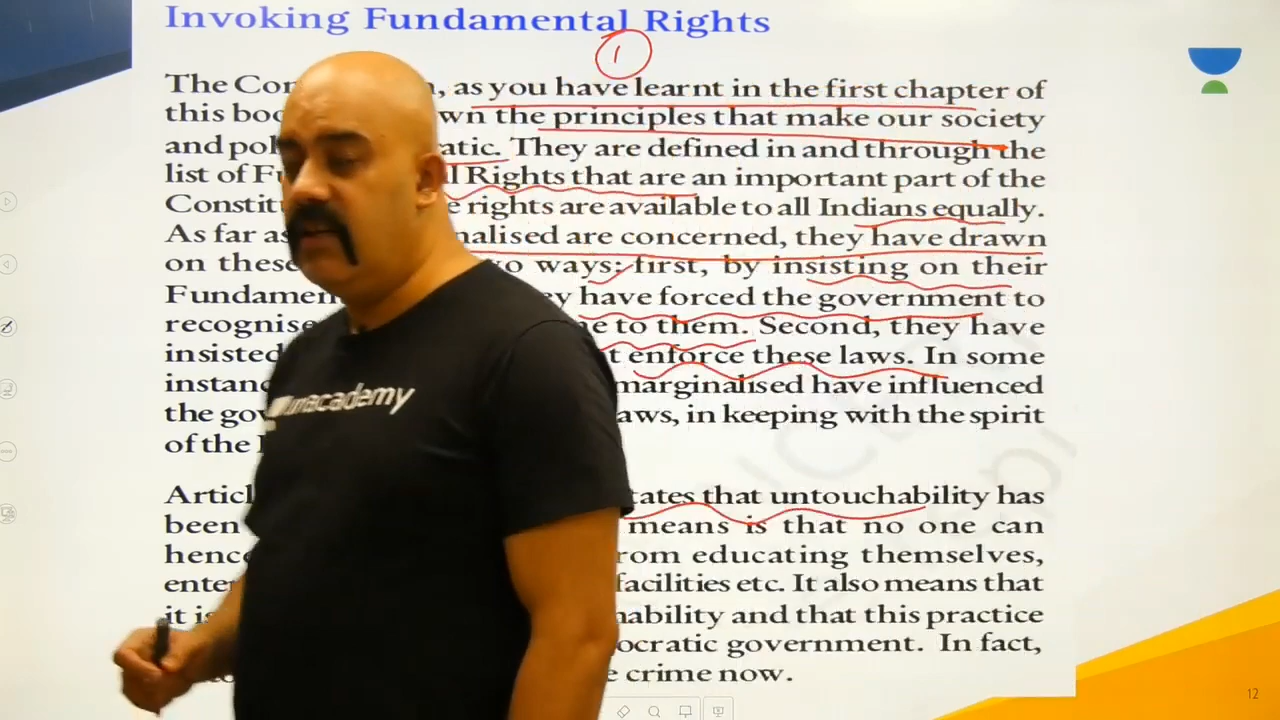 Invoking Fundamental Rights
1
The Con , as you have learnt in the first chapter of
this boo wn the principles that make our society
and pol atic. They are defined in and through the
list of Fu l Rights that are an important part of the
Constitu e rights are available to all Indians equally.
As far as nalised are concerned, they have drawn
on these wo ways: first, by insisting on their
Fundamen y have forced the government to
recognise e to them. Second, they have
insisted t enforce these laws. In some
instanc marginalised have influenced
the gov aws, in keeping with the spirit
of the
Articl tates that untouchability has
been means is that no one can
hence rom educating themselves,
ente facilities etc. It also means that
it is hability and that this practice
ocratic government. In fact,
e crime now.
unacademy
12